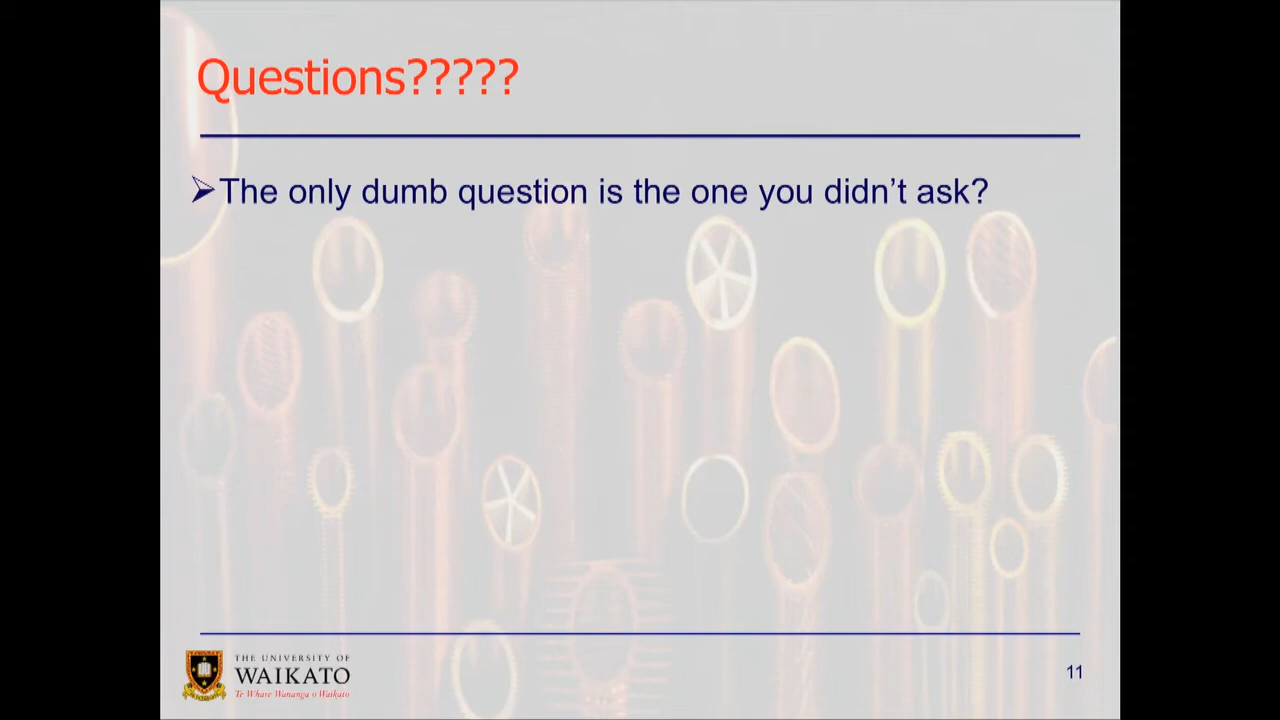 Questions?????
The only dumb question is the one you didn’t ask?
THE UNIVERSITY OF
WAIKATO
Te Whare Wananga o Waikato
11